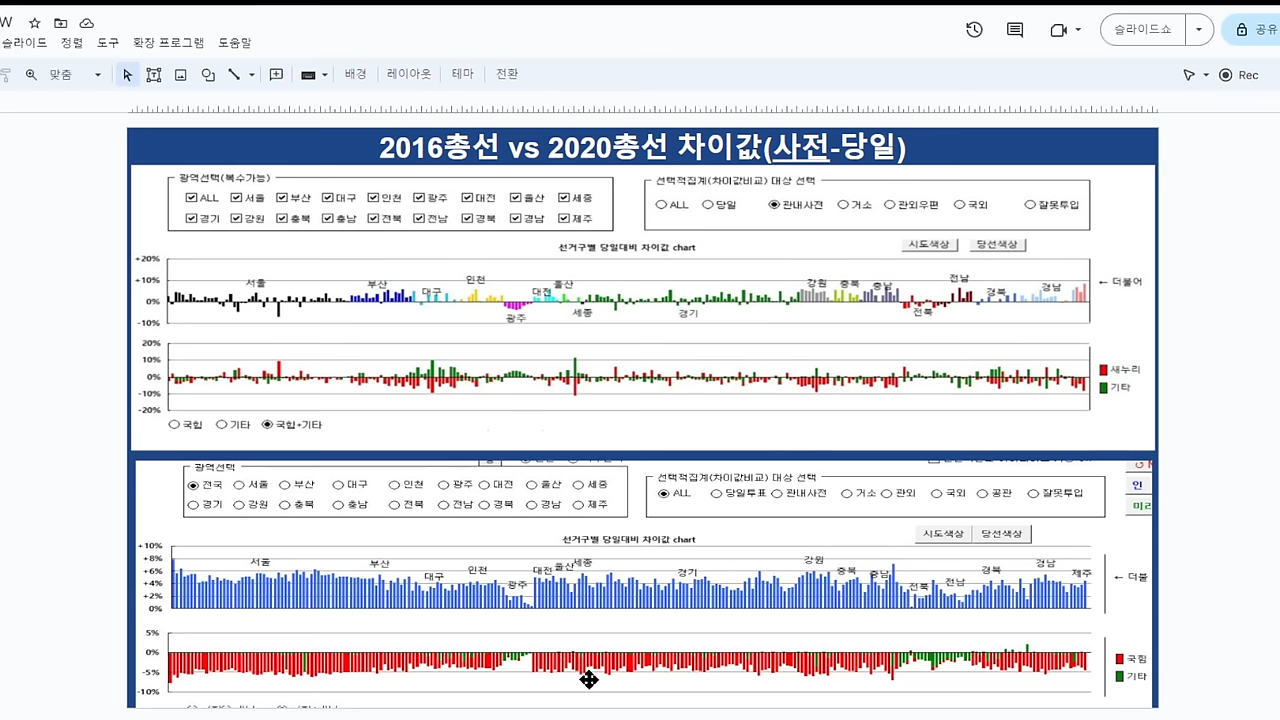 슬라이드 정렬 도구 확장 프로그램 도움말
슬라이드쇼
공유
맞춤
배경 레이아웃 테마 전환
Rec
2016총선 vs 2020총선 차이값(사전-당일)
광역선택(복수가능)
ALL 서울 부산 대구 인천 광주 대전 울산 세종
경기 강원 충북 충남 전북 전남 경북 경남 제주
선택적집계(차이값비교) 대상 선택
ALL 당일 관내사전 거소 관외우편 국외 잘못투입
선거구별 당일대비 차이값 chart
시도색상 당선색상
+20%
+10%
0%
-10%
서울 부산 대구 인천 광주 대전 울산 세종 경기 강원 충북 충남 전북 전남 경북 경남
← 더불어
20%
10%
0%
-10%
-20%
새누리
기타
국힘 기타 국힘+기타
광역선택
전국 서울 부산 대구 인천 광주 대전 울산 세종
경기 강원 충북 충남 전북 전남 경북 경남 제주
선택적집계(차이값비교) 대상 선택
ALL 당일투표 관내사전 거소 관외 국외 공관 잘못투입
인
미리
선거구별 당일대비 차이값 chart
시도색상 당선색상
+10%
+8%
+6%
+4%
+2%
0%
서울 부산 대구 인천 광주 대전 울산 세종 경기 강원 충북 충남 전북 전남 경북 경남 제주
← 더불
5%
0%
-5%
-10%
국힘
기타